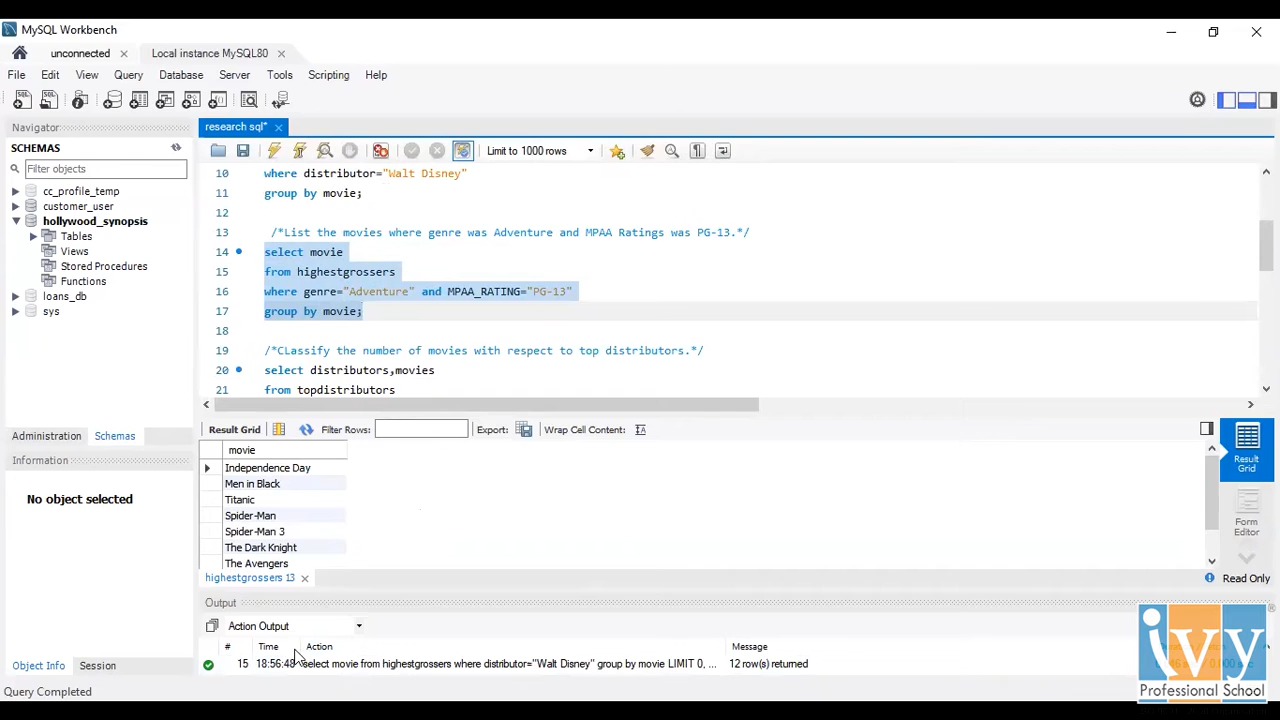 MySQL Workbench
unconnected
Local instance MySQL80
File Edit View Query Database Server Tools Scripting Help
Navigator
SCHEMAS
Filter objects
cc_profile_temp
customer_user
hollywood_synopsis
Tables
Views
Stored Procedures
Functions
loans_db
sys
Administration Schemas
Information
No object selected
Object Info Session
Query Completed
research sql*
Limit to 1000 rows
10 where distributor="Walt Disney"
11 group by movie;
12
13 /*List the movies where genre was Adventure and MPAA Ratings was PG-13.*/
14 select movie
15 from highestgrossers
16 where genre="Adventure" and MPAA_RATING="PG-13"
17 group by movie;
18
19 /*CLassify the number of movies with respect to top distributors.*/
20 select distributors,movies
21 from topdistributors
Result Grid Filter Rows: Export: Wrap Cell Content:
movie
Independence Day
Men in Black
Titanic
Spider-Man
Spider-Man 3
The Dark Knight
The Avengers
Result Grid
Form Editor
highestgrossers 13
Read Only
Output
Action Output
# Time Action Message
15 18:56:48 select movie from highestgrossers where distributor="Walt Disney" group by movie LIMIT 0, ... 12 row(s) returned
ivy
Professional School